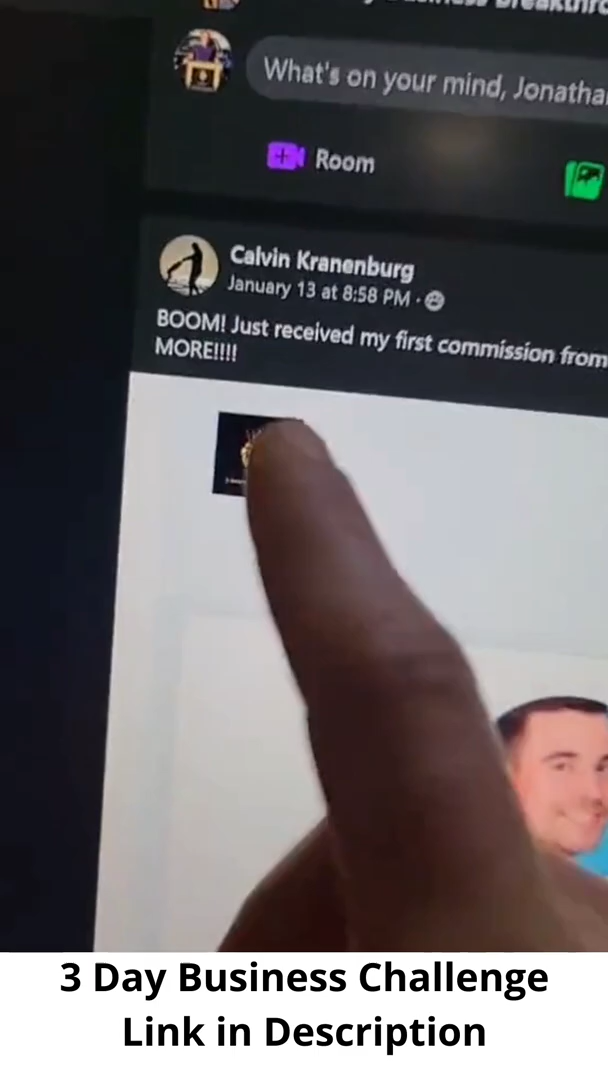 What's on your mind, Jonatha
Room
Calvin Kranenburg
January 13 at 8:58 PM ·
BOOM! Just received my first commission from
MORE!!!!
3 Day Business Challenge
Link in Description